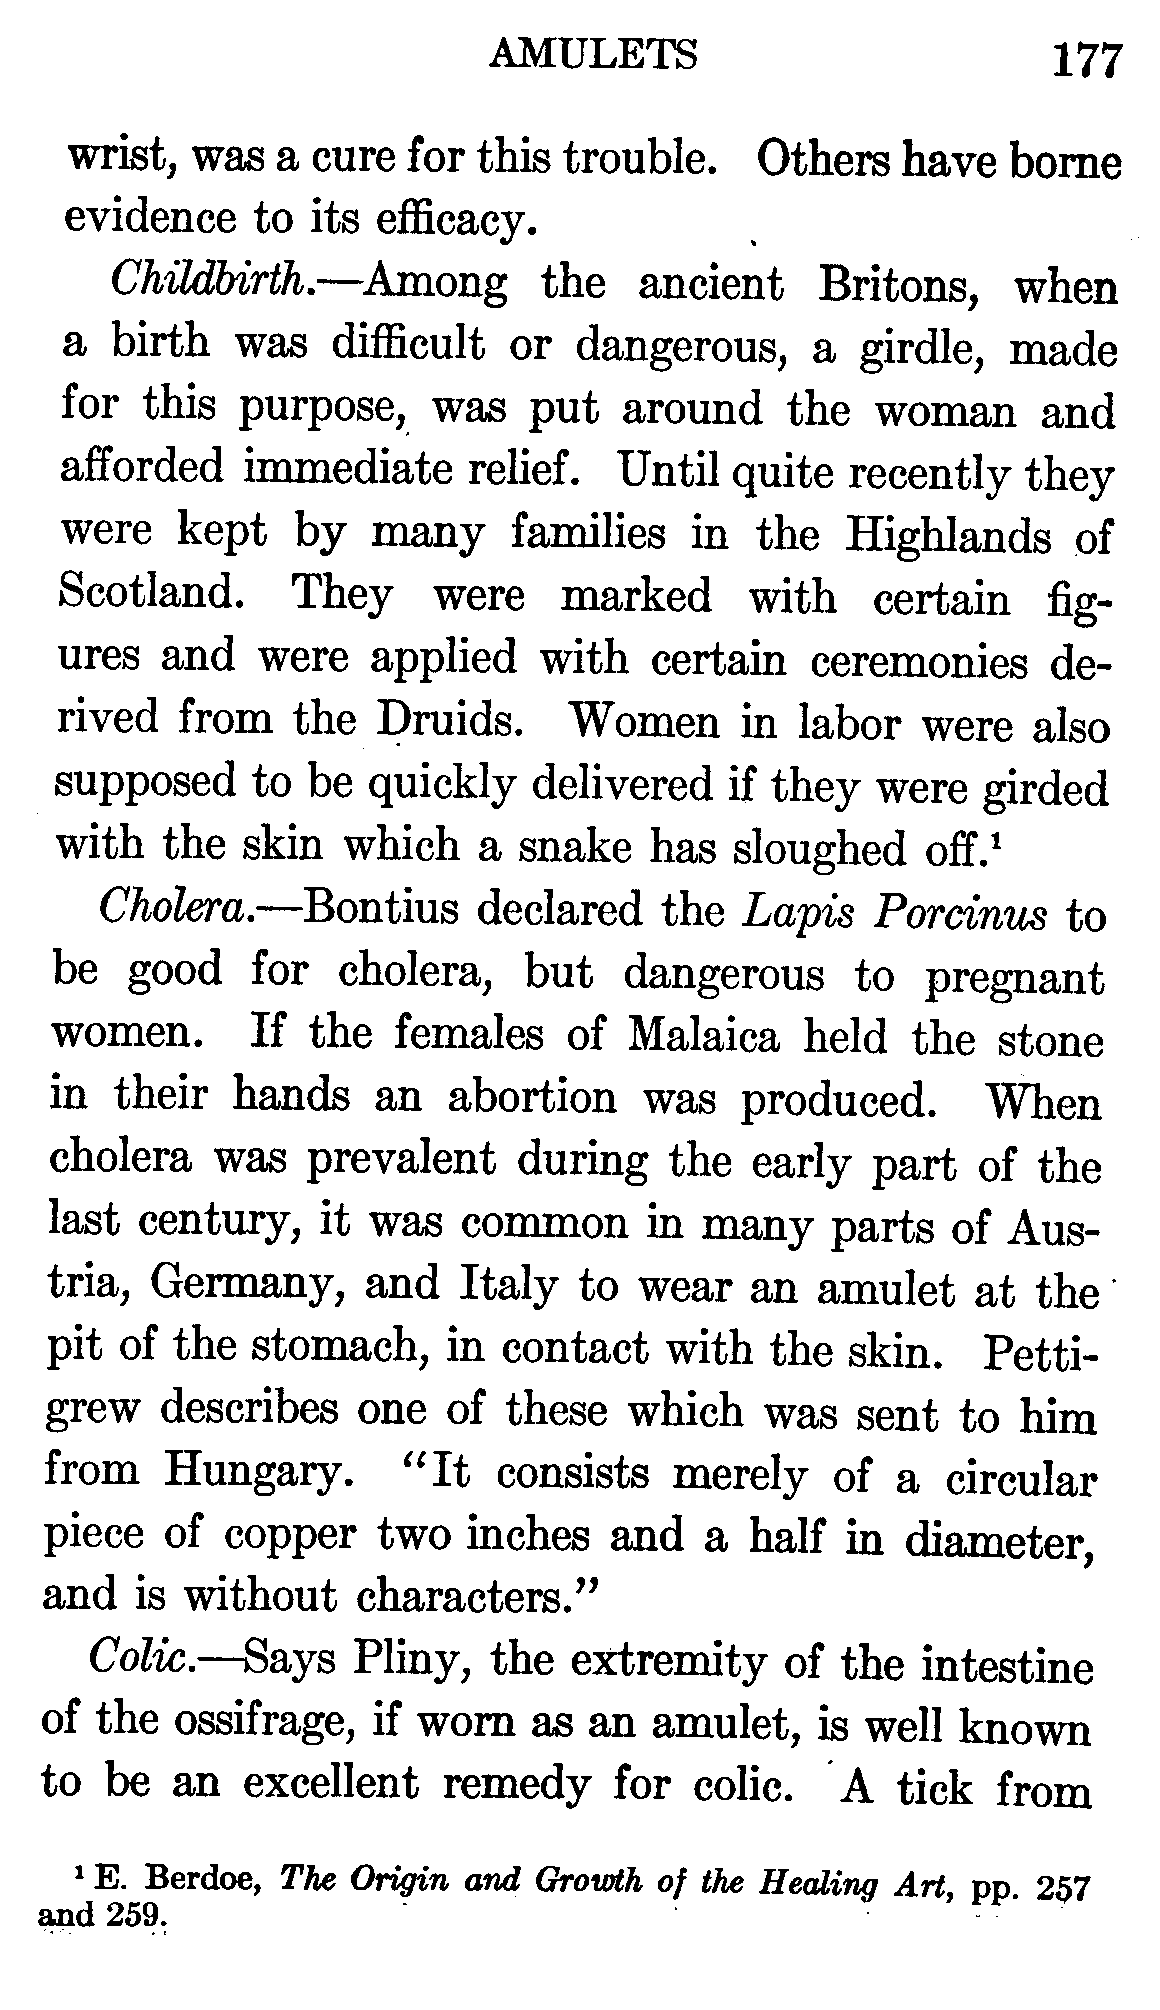 AMULETS 177
wrist, was a cure for this trouble. Others have borne
evidence to its efficacy.
Childbirth.—Among the ancient Britons, when
a birth was difficult or dangerous, a girdle, made
for this purpose, was put around the woman and
afforded immediate relief. Until quite recently they
were kept by many families in the Highlands of
Scotland. They were marked with certain fig-
ures and were applied with certain ceremonies de-
rived from the Druids. Women in labor were also
supposed to be quickly delivered if they were girded
with the skin which a snake has sloughed off.¹
Cholera.—Bontius declared the Lapis Porcinus to
be good for cholera, but dangerous to pregnant
women. If the females of Malaica held the stone
in their hands an abortion was produced. When
cholera was prevalent during the early part of the
last century, it was common in many parts of Aus-
tria, Germany, and Italy to wear an amulet at the
pit of the stomach, in contact with the skin. Petti-
grew describes one of these which was sent to him
from Hungary. “It consists merely of a circular
piece of copper two inches and a half in diameter,
and is without characters.”
Colic.—Says Pliny, the extremity of the intestine
of the ossifrage, if worn as an amulet, is well known
to be an excellent remedy for colic. A tick from
¹ E. Berdoe, The Origin and Growth of the Healing Art, pp. 257
and 259.